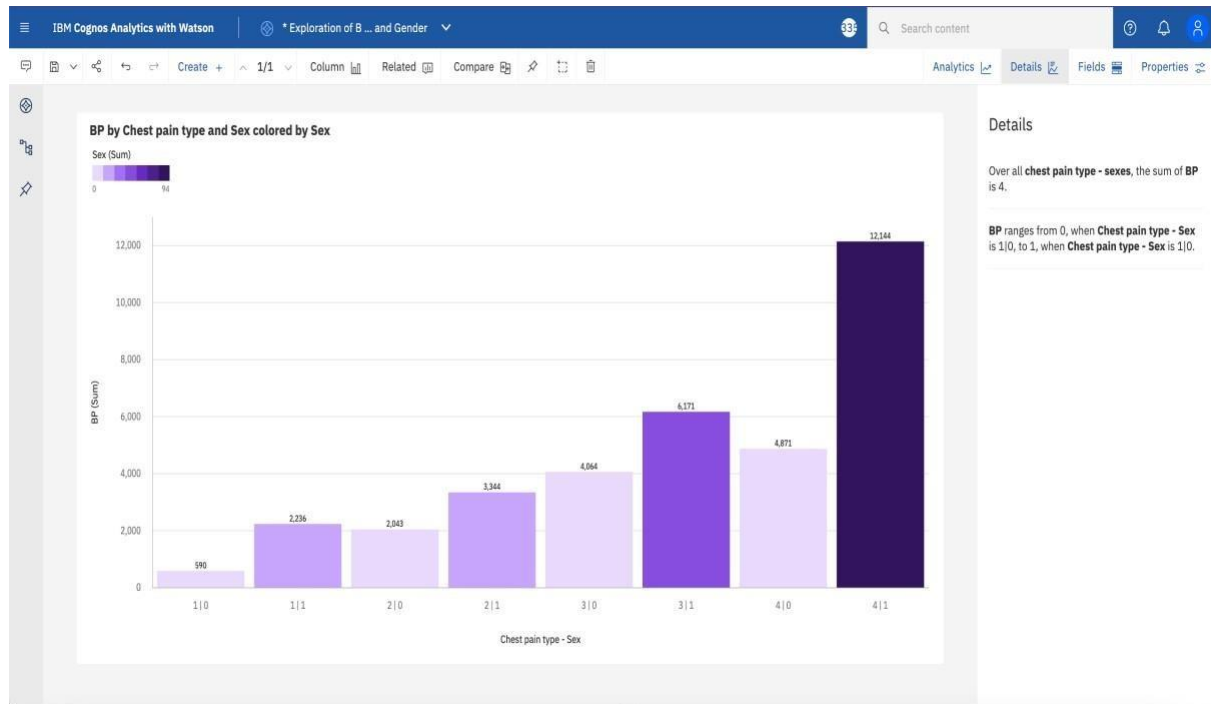 IBM Cognos Analytics with Watson
* Exploration of B ... and Gender
Search content
Create +
1/1
Column
Related
Compare
Analytics
Details
Fields
Properties
BP by Chest pain type and Sex colored by Sex
Sex (Sum)
0 94
12,000
10,000
8,000
6,000
4,000
2,000
0
BP (Sum)
590
2,236
2,043
3,344
4,064
6,171
4,871
12,144
1|0 1|1 2|0 2|1 3|0 3|1 4|0 4|1
Chest pain type - Sex
Details
Over all chest pain type - sexes, the sum of BP
is 4.
BP ranges from 0, when Chest pain type - Sex
is 1|0, to 1, when Chest pain type - Sex is 1|0.